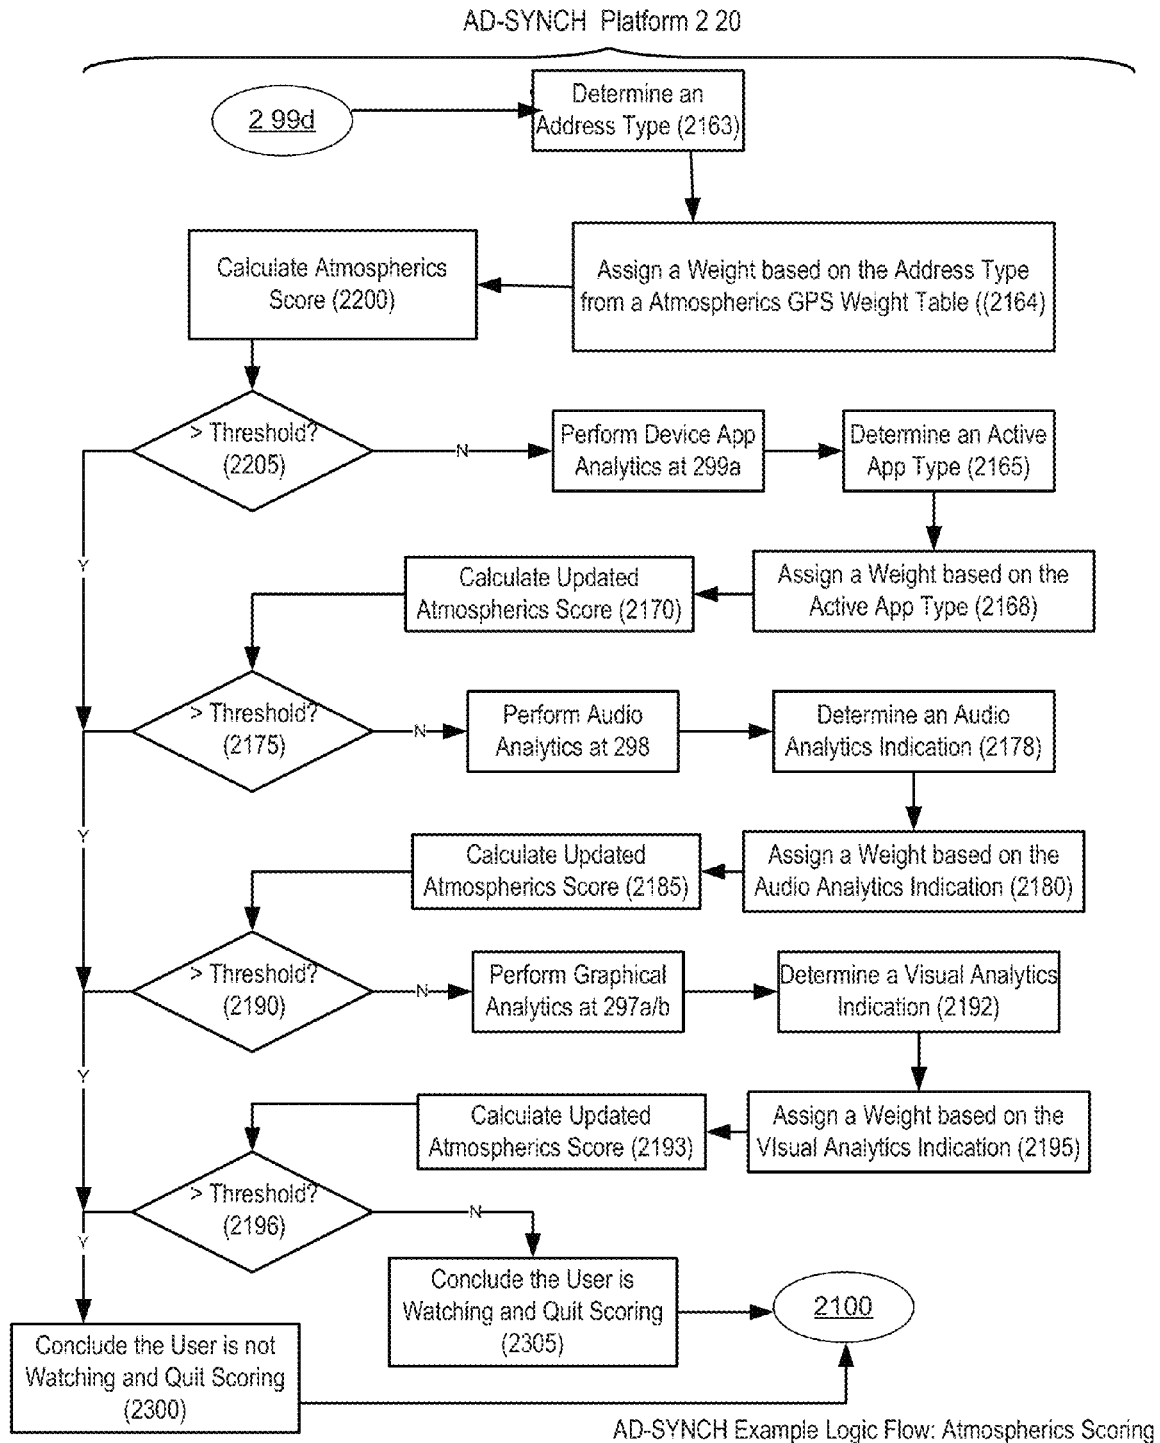 AD-SYNCH Platform 2 20
2 99d
Determine an
Address Type (2163)
Calculate Atmospherics
Score (2200)
Assign a Weight based on the Address Type
from a Atmospherics GPS Weight Table ((2164)
> Threshold?
(2205)
N
Perform Device App
Analytics at 299a
Determine an Active
App Type (2165)
Y
Calculate Updated
Atmospherics Score (2170)
Assign a Weight based on the
Active App Type (2168)
> Threshold?
(2175)
N
Perform Audio
Analytics at 298
Determine an Audio
Analytics Indication (2178)
Y
Calculate Updated
Atmospherics Score (2185)
Assign a Weight based on the
Audio Analytics Indication (2180)
> Threshold?
(2190)
N
Perform Graphical
Analytics at 297a/b
Determine a Visual Analytics
Indication (2192)
Y
Calculate Updated
Atmospherics Score (2193)
Assign a Weight based on the
VIsual Analytics Indication (2195)
> Threshold?
(2196)
N
Y
Conclude the User is
Watching and Quit Scoring
(2305)
2100
Conclude the User is not
Watching and Quit Scoring
(2300)
AD-SYNCH Example Logic Flow: Atmospherics Scoring